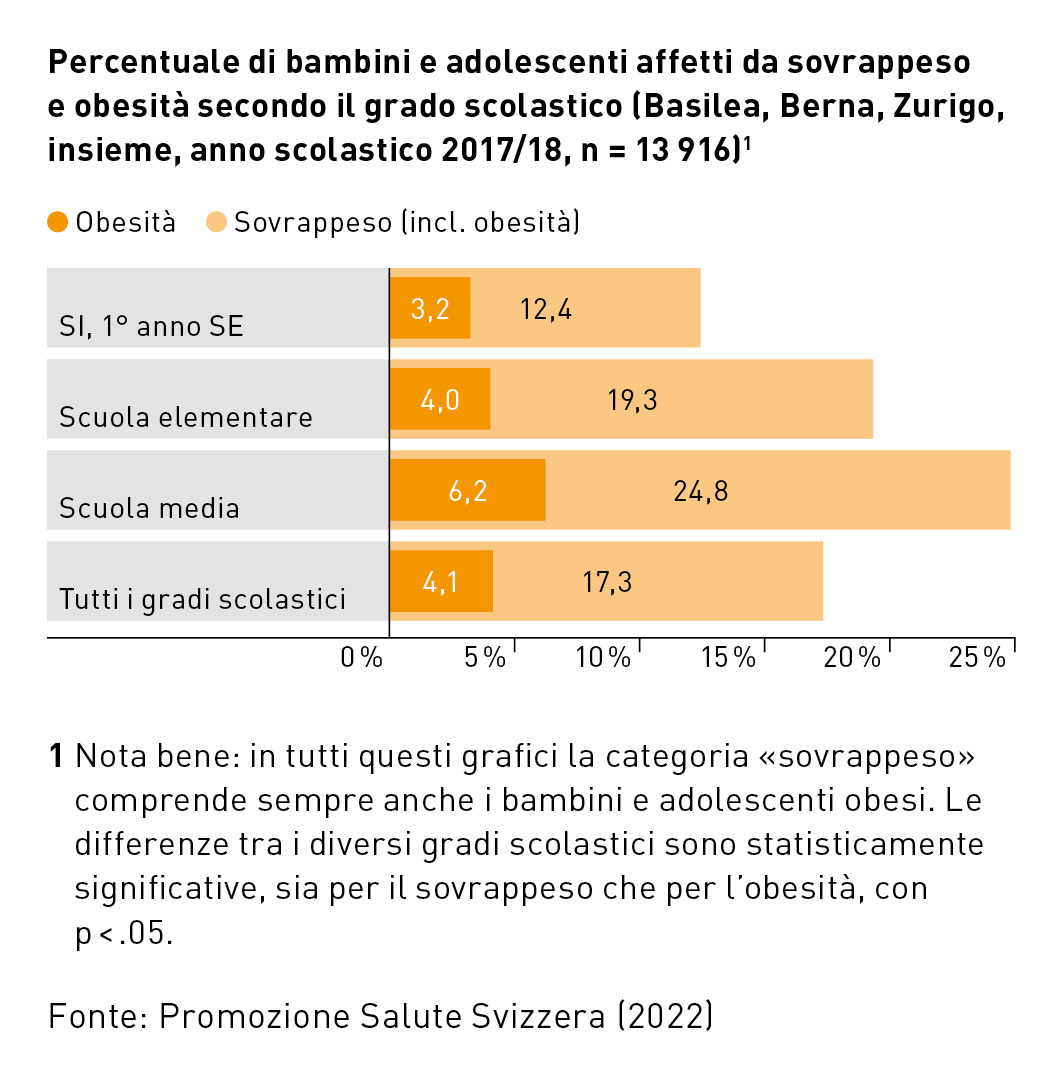 Percentuale di bambini e adolescenti affetti da sovrappeso
e obesità secondo il grado scolastico (Basilea, Berna, Zurigo,
insieme, anno scolastico 2017/18, n = 13 916)¹
Obesità Sovrappeso (incl. obesità)
SI, 1° anno SE 3,2 12,4
Scuola elementare 4,0 19,3
Scuola media 6,2 24,8
Tutti i gradi scolastici 4,1 17,3
0 % 5 % 10 % 15 % 20 % 25 %
1 Nota bene: in tutti questi grafici la categoria «sovrappeso»
comprende sempre anche i bambini e adolescenti obesi. Le
differenze tra i diversi gradi scolastici sono statisticamente
significative, sia per il sovrappeso che per l’obesità, con
p < .05.
Fonte: Promozione Salute Svizzera (2022)